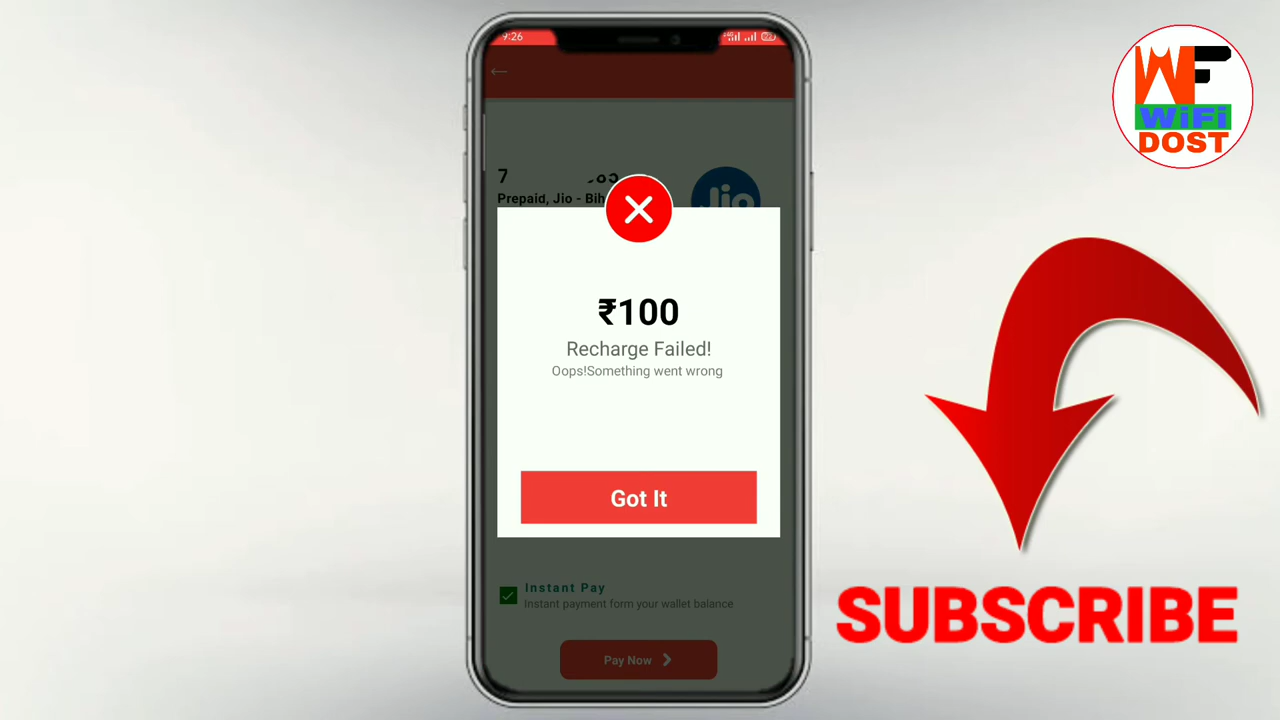 9:26
WF
WiFi
DOST
Prepaid, Jio - Bih
Jio
₹100
Recharge Failed!
Oops!Something went wrong
Got It
Instant Pay
Instant payment form your wallet balance
Pay Now
SUBSCRIBE